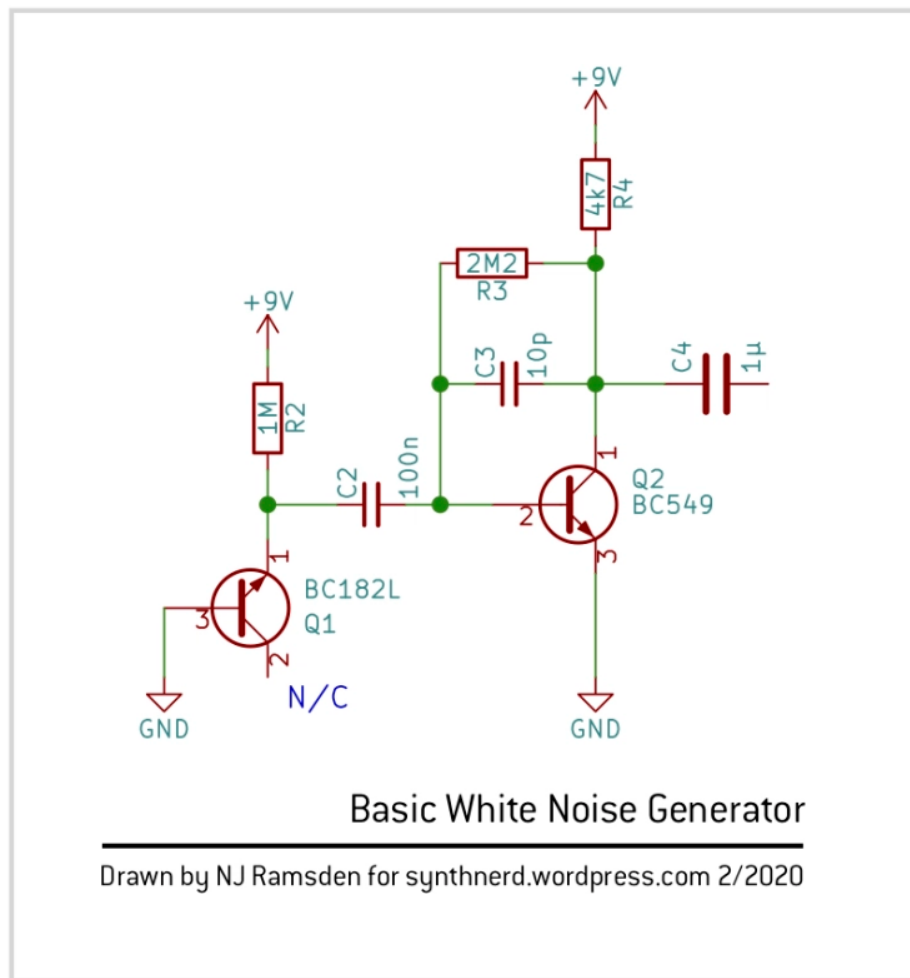 +9V
4k7
R4
2M2
R3
+9V
C3
10p
C4
1µ
1M
R2
C2
100n
1
Q2
BC549
2
3
1
BC182L
3
Q1
2
N/C
GND
GND
Basic White Noise Generator
Drawn by NJ Ramsden for synthnerd.wordpress.com 2/2020